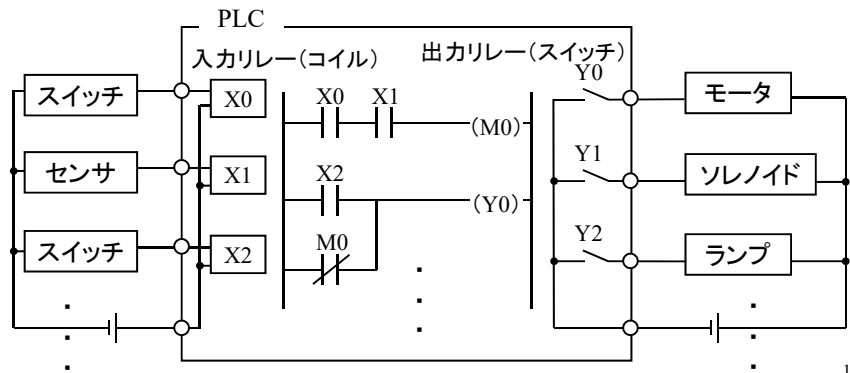 PLC
入力リレー(コイル)
出力リレー(スイッチ)
スイッチ
X0
X0 X1
(M0)
Y0
モータ
センサ
X1
X2
(Y0)
Y1
ソレノイド
スイッチ
X2
M0
Y2
ランプ
1